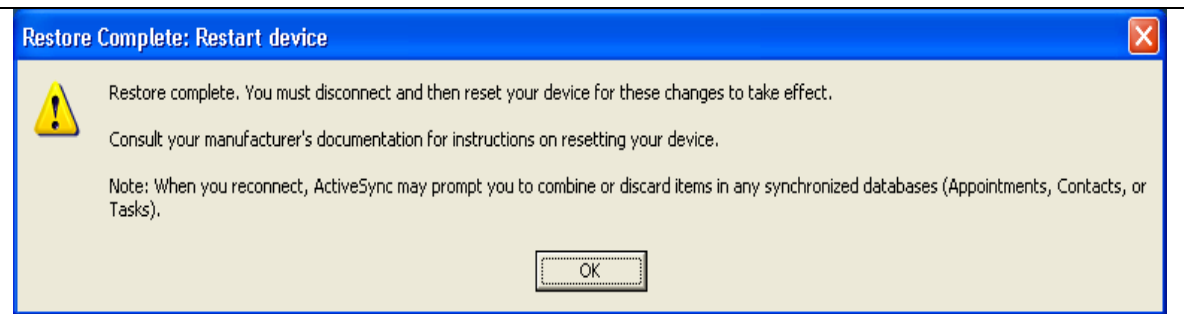 Restore Complete: Restart device
Restore complete. You must disconnect and then reset your device for these changes to take effect.
Consult your manufacturer's documentation for instructions on resetting your device.
Note: When you reconnect, ActiveSync may prompt you to combine or discard items in any synchronized databases (Appointments, Contacts, or
Tasks).
OK